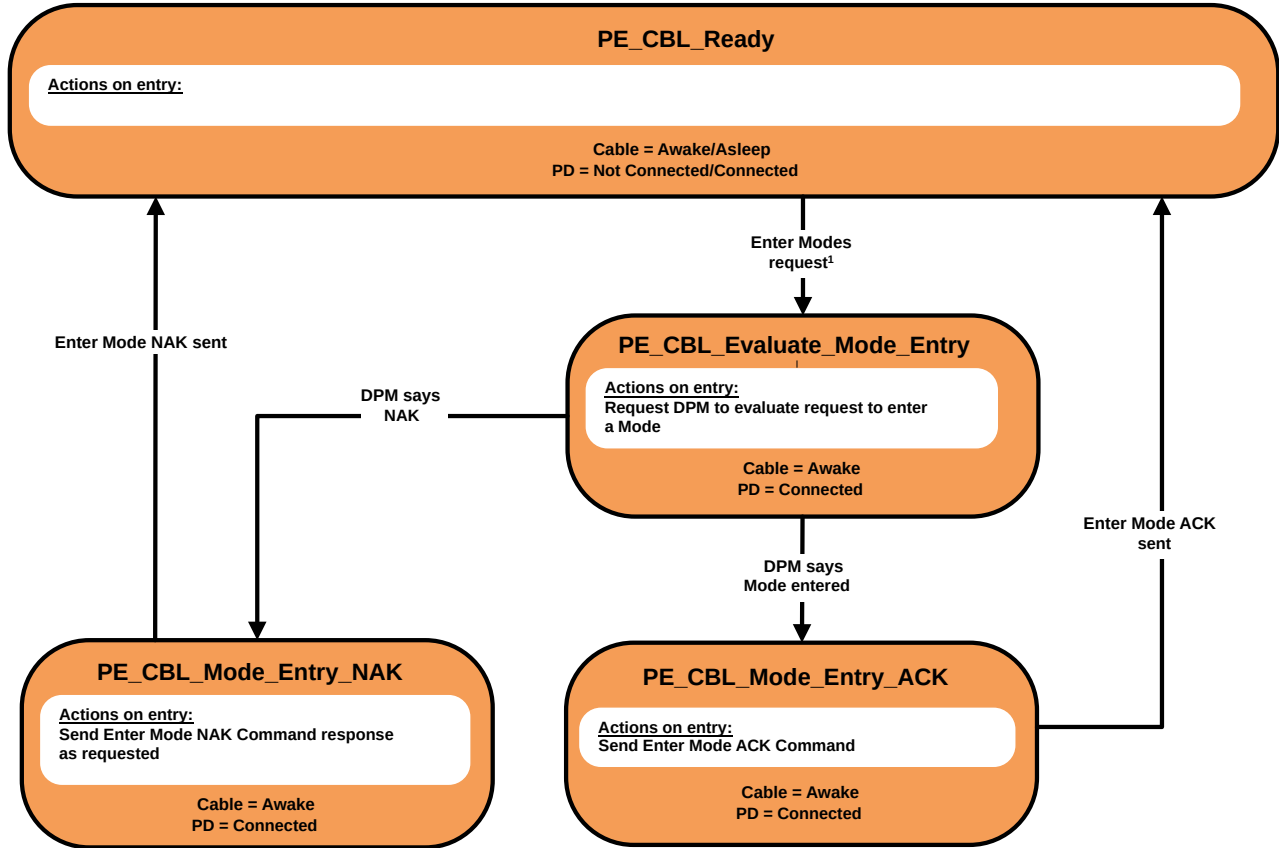 PE_CBL_Ready
Actions on entry:
Cable = Awake/Asleep
PD = Not Connected/Connected
Enter Modes
request¹
Enter Mode NAK sent
PE_CBL_Evaluate_Mode_Entry
Actions on entry:
Request DPM to evaluate request to enter
a Mode
Cable = Awake
PD = Connected
DPM says
NAK
Enter Mode ACK
sent
DPM says
Mode entered
PE_CBL_Mode_Entry_NAK
Actions on entry:
Send Enter Mode NAK Command response
as requested
Cable = Awake
PD = Connected
PE_CBL_Mode_Entry_ACK
Actions on entry:
Send Enter Mode ACK Command
Cable = Awake
PD = Connected